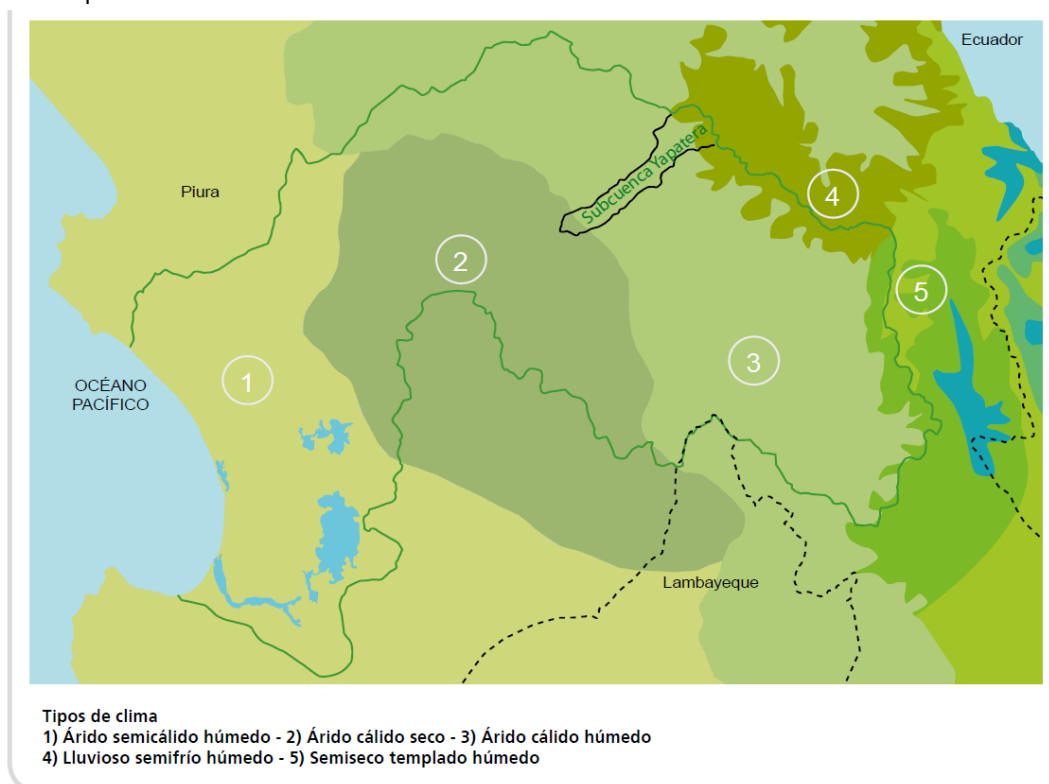 Ecuador
Subcuenca Yapatera
Piura
4
2
5
3
OCÉANO
PACÍFICO
1
Lambayeque
Tipos de clima
1) Árido semicálido húmedo - 2) Árido cálido seco - 3) Árido cálido húmedo
4) Lluvioso semifrío húmedo - 5) Semiseco templado húmedo